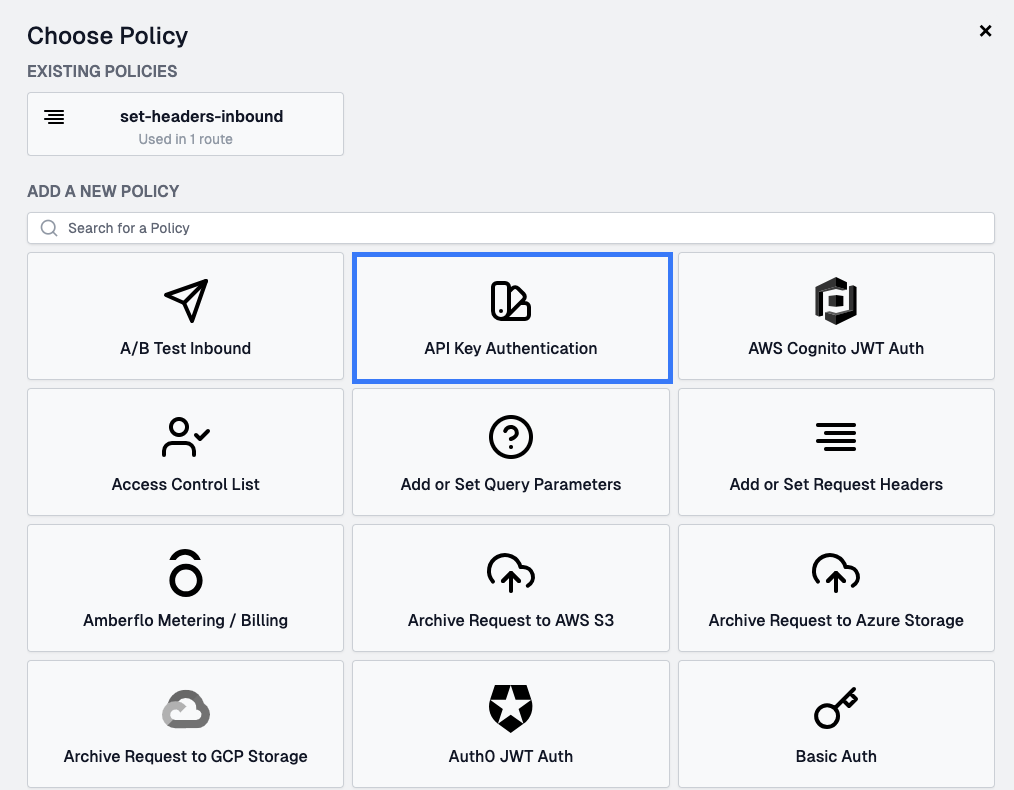 Choose Policy
EXISTING POLICIES
set-headers-inbound
Used in 1 route
ADD A NEW POLICY
Search for a Policy
A/B Test Inbound
API Key Authentication
AWS Cognito JWT Auth
Access Control List
Add or Set Query Parameters
Add or Set Request Headers
Amberflo Metering / Billing
Archive Request to AWS S3
Archive Request to Azure Storage
Archive Request to GCP Storage
Auth0 JWT Auth
Basic Auth